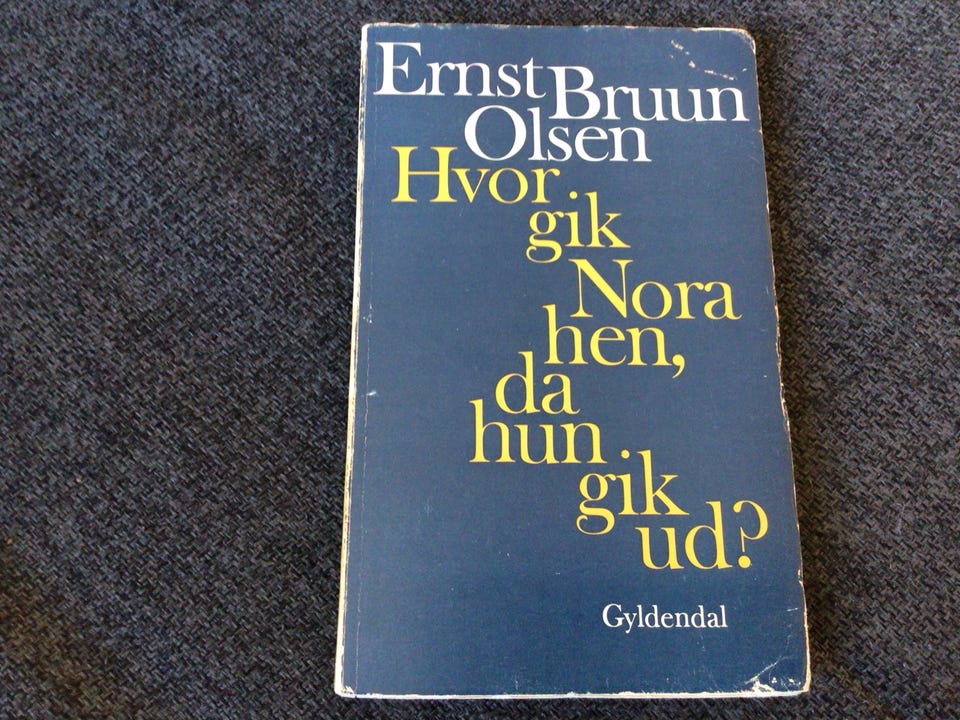 Ernst Bruun
Olsen
Hvor
gik
Nora
hen,
da
hun
gik
ud?
Gyldendal